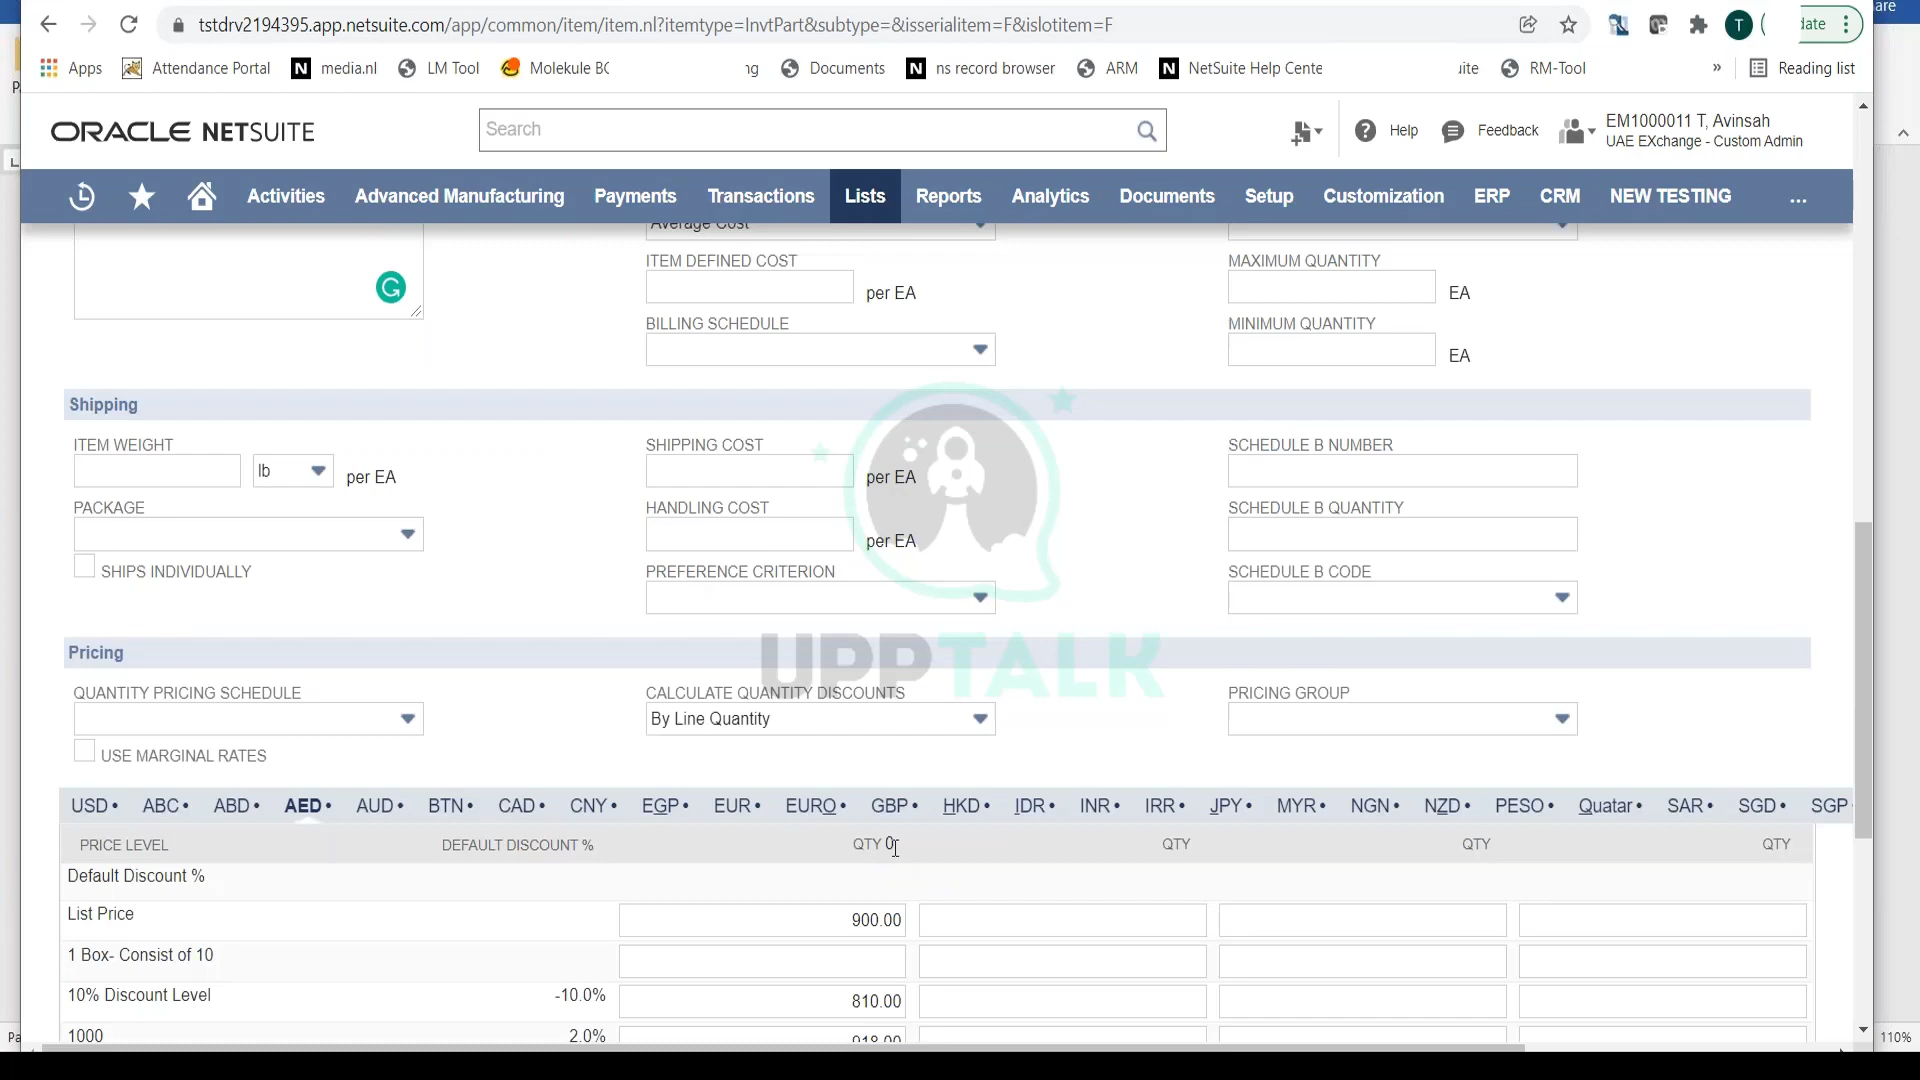 are
tstdrv2194395.app.netsuite.com/app/common/item/item.nl?itemtype=InvtPart&subtype=&isserialitem=F&islotitem=F
T
date
Apps Attendance Portal media.nl LM Tool Molekule BC ng Documents ns record browser ARM NetSuite Help Cente uite RM-Tool » Reading list
ORACLE NETSUITE
Search
Help
Feedback
EM1000011 T, Avinsah
UAE EXchange - Custom Admin
Activities Advanced Manufacturing Payments Transactions Lists Reports Analytics Documents Setup Customization ERP CRM NEW TESTING ...
Average Cost
ITEM DEFINED COST MAXIMUM QUANTITY
per EA EA
BILLING SCHEDULE MINIMUM QUANTITY
EA
Shipping
ITEM WEIGHT SHIPPING COST SCHEDULE B NUMBER
lb per EA per EA
PACKAGE HANDLING COST SCHEDULE B QUANTITY
per EA
SHIPS INDIVIDUALLY PREFERENCE CRITERION SCHEDULE B CODE
UPPTALK
Pricing
QUANTITY PRICING SCHEDULE CALCULATE QUANTITY DISCOUNTS PRICING GROUP
By Line Quantity
USE MARGINAL RATES
USD• ABC• ABD• AED• AUD• BTN• CAD• CNY• EGP• EUR• EURO• GBP• HKD• IDR• INR• IRR• JPY• MYR• NGN• NZD• PESO• Quatar• SAR• SGD• SGP
PRICE LEVEL DEFAULT DISCOUNT % QTY 0 QTY QTY QTY
Default Discount %
List Price 900.00
1 Box- Consist of 10
10% Discount Level -10.0% 810.00
1000 2.0% 918.00
Pa
110%